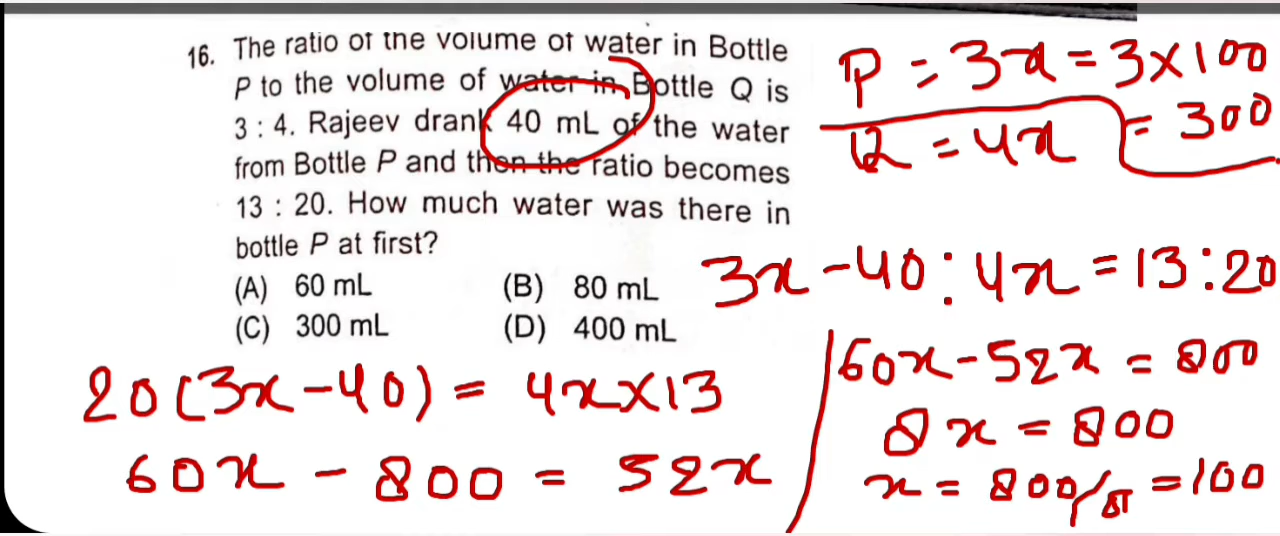 16. The ratio of the volume of water in Bottle
P to the volume of water in Bottle Q is
3 : 4. Rajeev drank 40 mL of the water
from Bottle P and then the ratio becomes
13 : 20. How much water was there in
bottle P at first?
(A) 60 mL (B) 80 mL
(C) 300 mL (D) 400 mL
P = 3x = 3×100
= 300
Q = 4x
3x - 40 : 4x = 13 : 20
20(3x - 40) = 4x×13
60x - 800 = 52x
60x - 52x = 800
8x = 800
x = 800/8 = 100